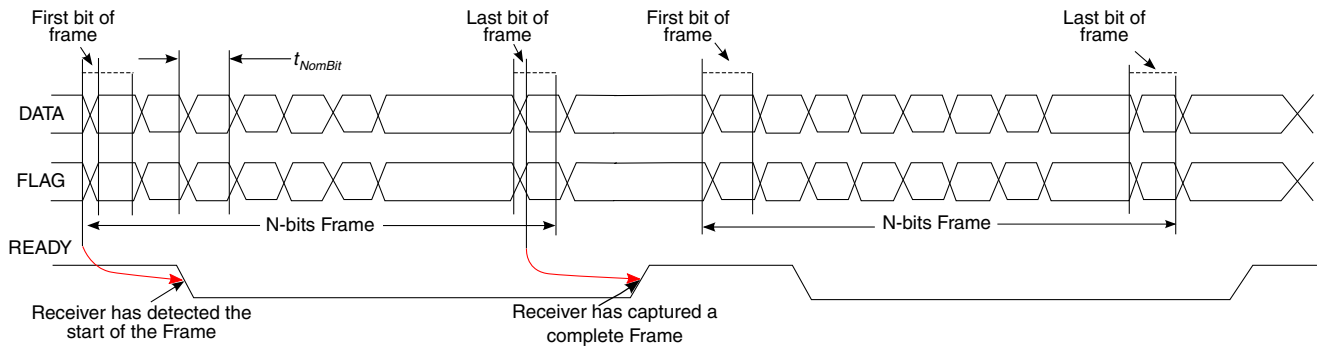 First bit of
frame
t_NomBit
Last bit of
frame
First bit of
frame
Last bit of
frame
DATA
FLAG
N-bits Frame
N-bits Frame
READY
Receiver has detected the
start of the Frame
Receiver has captured a
complete Frame